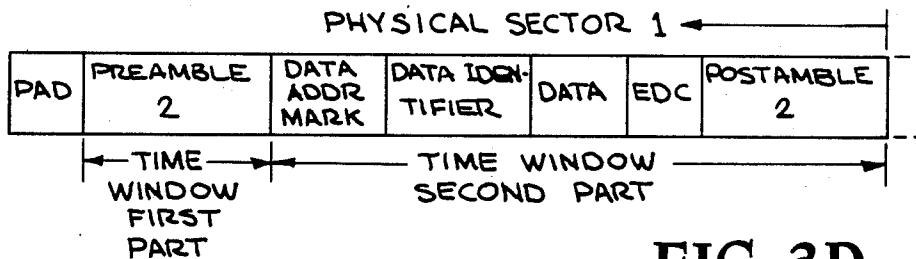 PHYSICAL SECTOR 1
PAD
PREAMBLE
2
DATA
ADDR
MARK
DATA IDEN-
TIFIER
DATA
EDC
POSTAMBLE
2
TIME
WINDOW
FIRST
PART
TIME WINDOW
SECOND PART
FIG. 3D